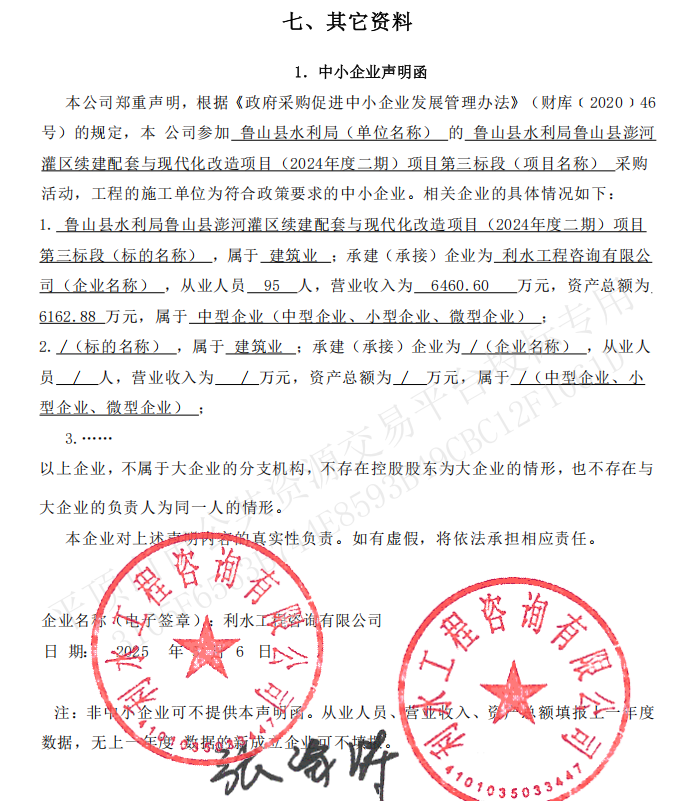 七、其它资料
1. 中小企业声明函
本公司郑重声明，根据《政府采购促进中小企业发展管理办法》（财库﹝2020﹞46
号）的规定，本 公司参加 鲁山县水利局（单位名称） 的 鲁山县水利局鲁山县澎河
灌区续建配套与现代化改造项目（2024年度二期）项目第三标段（项目名称） 采购
活动，工程的施工单位为符合政策要求的中小企业。相关企业的具体情况如下：
1. 鲁山县水利局鲁山县澎河灌区续建配套与现代化改造项目（2024年度二期）项目
第三标段（标的名称） ，属于 建筑业 ；承建（承接）企业为 利水工程咨询有限公
司（企业名称） ，从业人员 95 人，营业收入为 6460.60 万元，资产总额为
6162.88 万元，属于 中型企业（中型企业、小型企业、微型企业） ；
2. /（标的名称） ，属于 建筑业 ；承建（承接）企业为 /（企业名称） ，从业人
员 / 人，营业收入为 / 万元，资产总额为 / 万元，属于 /（中型企业、小
型企业、微型企业） ；
3.……
以上企业，不属于大企业的分支机构，不存在控股股东为大企业的情形，也不存在与
大企业的负责人为同一人的情形。
本企业对上述声明内容的真实性负责。如有虚假，将依法承担相应责任。
企业名称（电子签章）：利水工程咨询有限公司
日 期： 2025 年 6 日
注：非中小企业可不提供本声明函。从业人员、营业收入、资产总额填报上一年度
数据，无上一年度 数据的新成立企业可不填报。
利水工程咨询有限公司
4101035033447
利水工程咨询有限公司
4101035033447